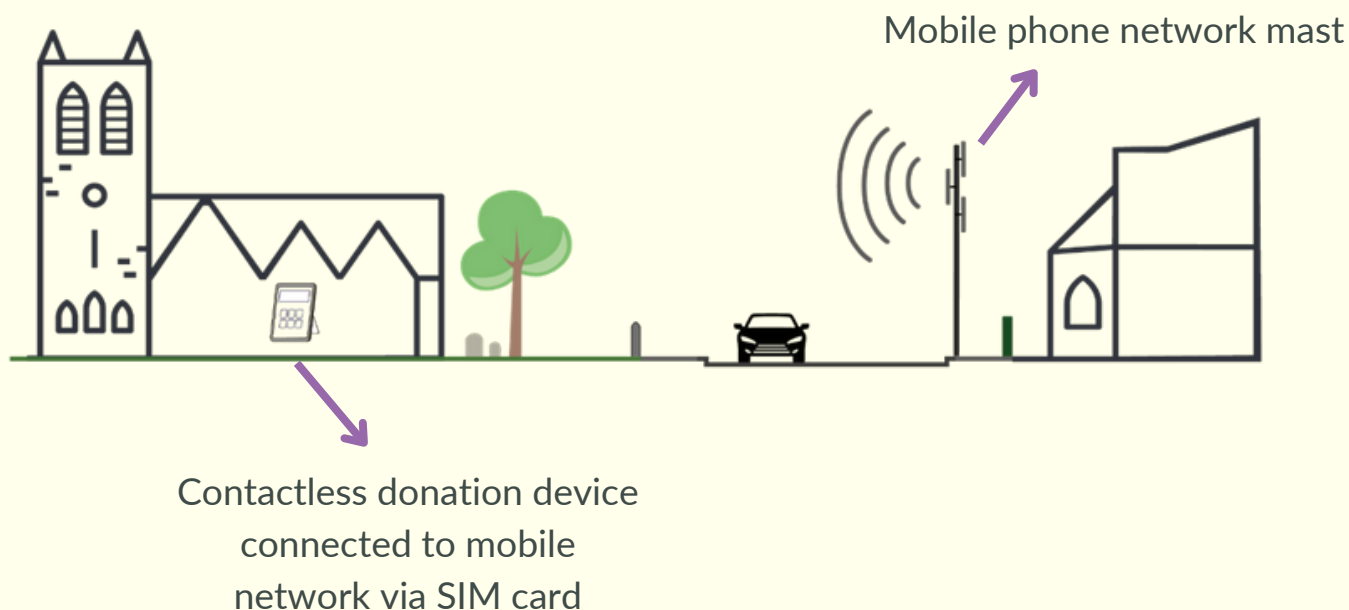 Mobile phone network mast
Contactless donation device
connected to mobile
network via SIM card